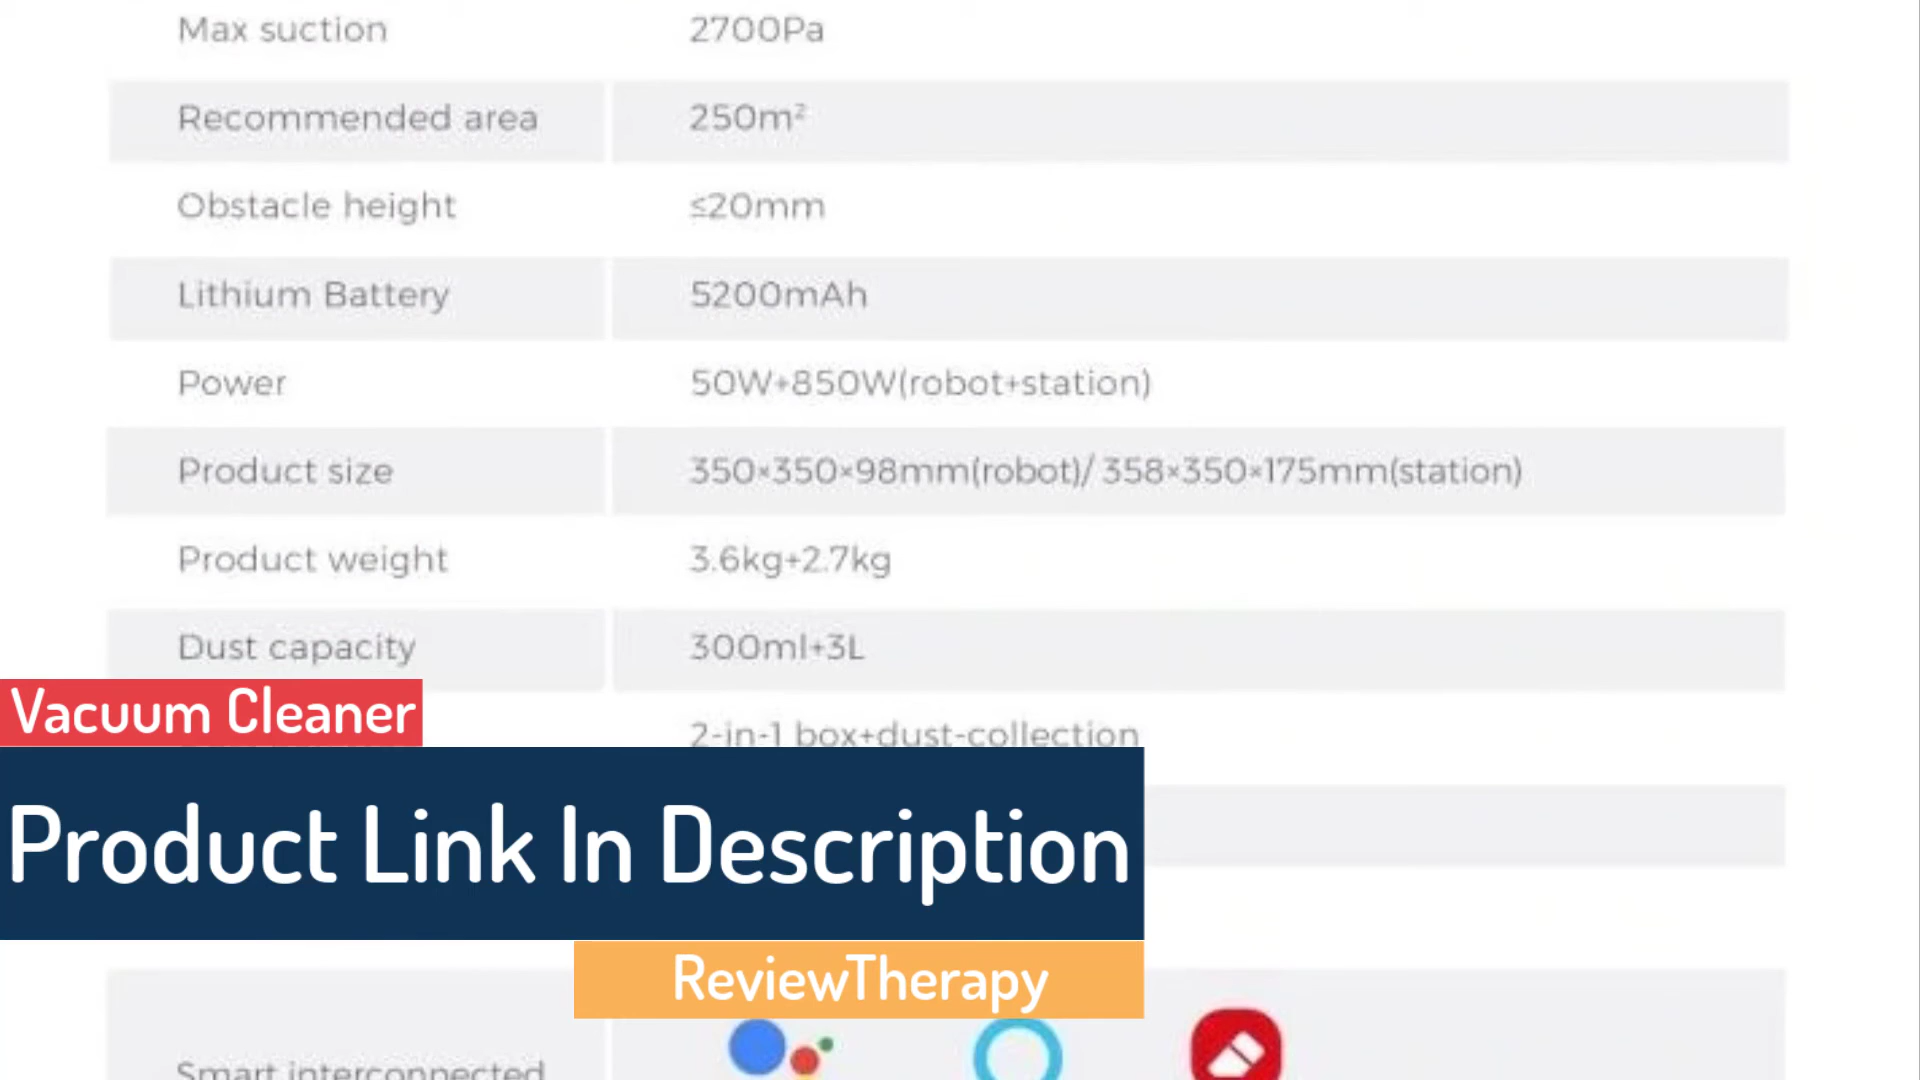 Max suction 2700Pa
Recommended area 250m²
Obstacle height ≤20mm
Lithium Battery 5200mAh
Power 50W+850W(robot+station)
Product size 350×350×98mm(robot)/ 358×350×175mm(station)
Product weight 3.6kg+2.7kg
Dust capacity 300ml+3L
Vacuum Cleaner
2-in-1 box+dust-collection
Product Link In Description
ReviewTherapy
Smart interconnected